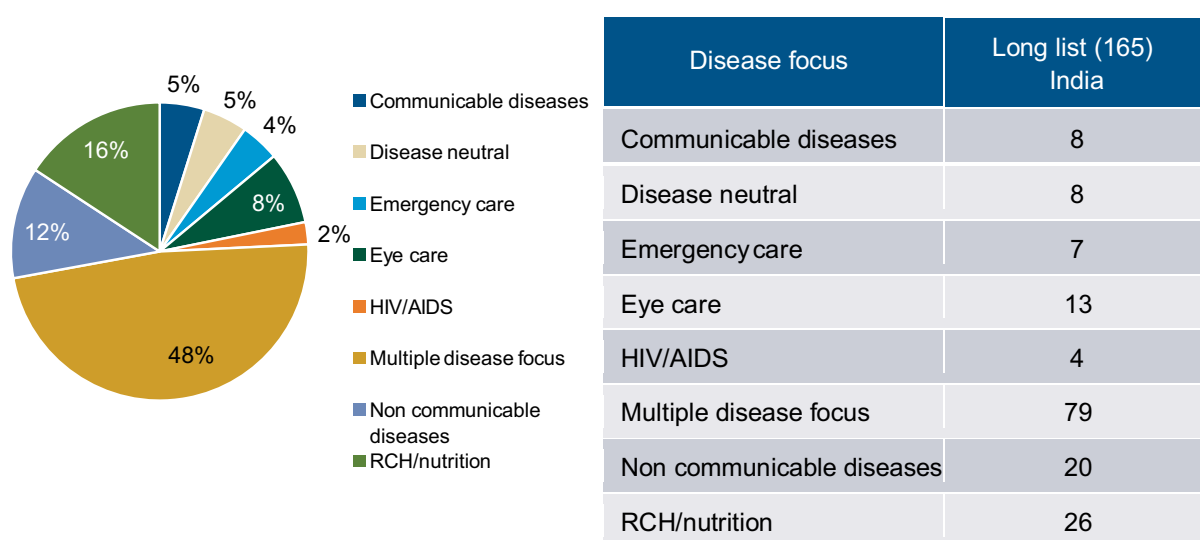 5%
5%
4%
8%
2%
48%
12%
16%
Communicable diseases
Disease neutral
Emergency care
Eye care
HIV/AIDS
Multiple disease focus
Non communicable
diseases
RCH/nutrition
Disease focus
Long list (165)
India
Communicable diseases 8
Disease neutral 8
Emergency care 7
Eye care 13
HIV/AIDS 4
Multiple disease focus 79
Non communicable diseases 20
RCH/nutrition 26